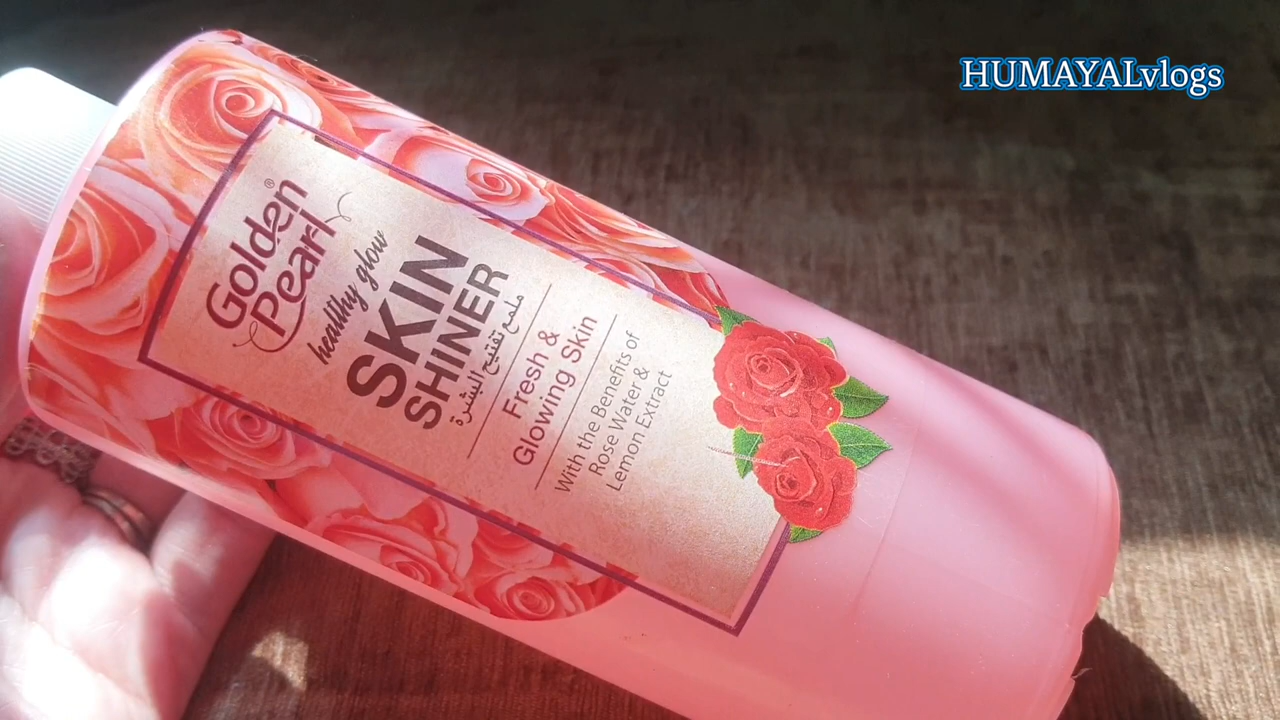 HUMAYALvlogs
Golden®
Pearl
healthy glow
SKIN
SHINER
ملمع تفتيح البشرة
Fresh &
Glowing Skin
With the Benefits of
Rose Water &
Lemon Extract